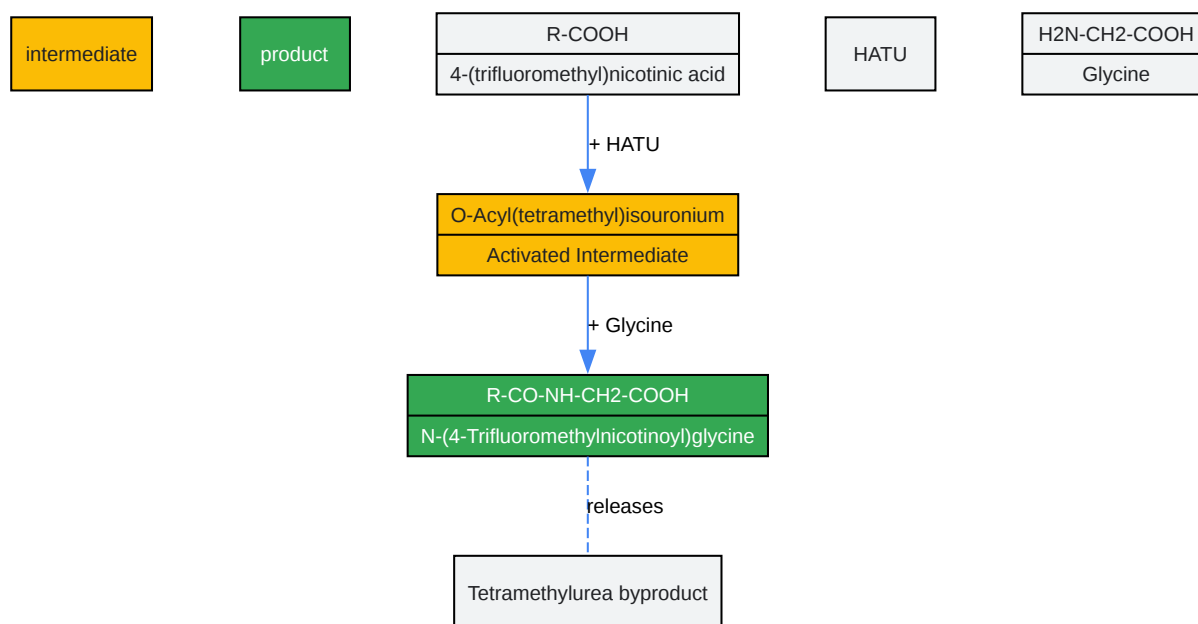 intermediate
product
R-COOH
4-(trifluoromethyl)nicotinic acid
HATU
H2N-CH2-COOH
Glycine
+ HATU
O-Acyl(tetramethyl)isouronium
Activated Intermediate
+ Glycine
R-CO-NH-CH2-COOH
N-(4-Trifluoromethylnicotinoyl)glycine
releases
Tetramethylurea byproduct